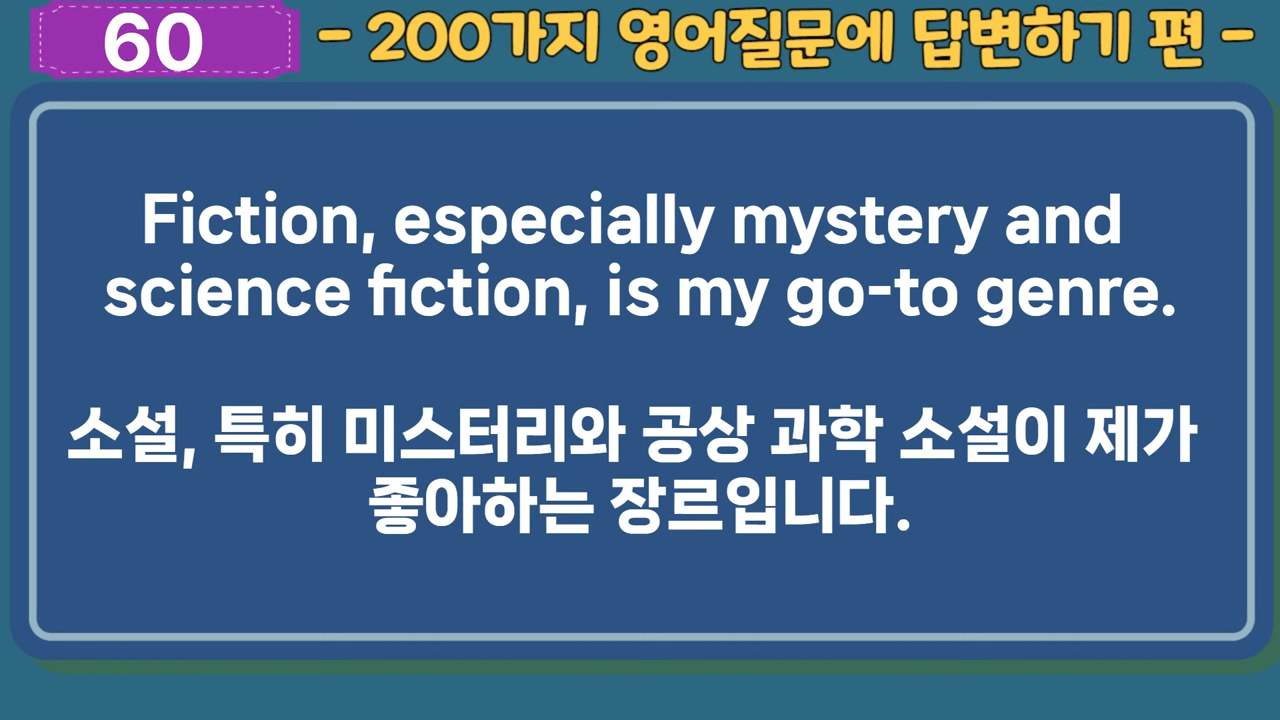 60
- 200가지 영어질문에 답변하기 편 -
Fiction, especially mystery and
science fiction, is my go-to genre.
소설, 특히 미스터리와 공상 과학 소설이 제가
좋아하는 장르입니다.